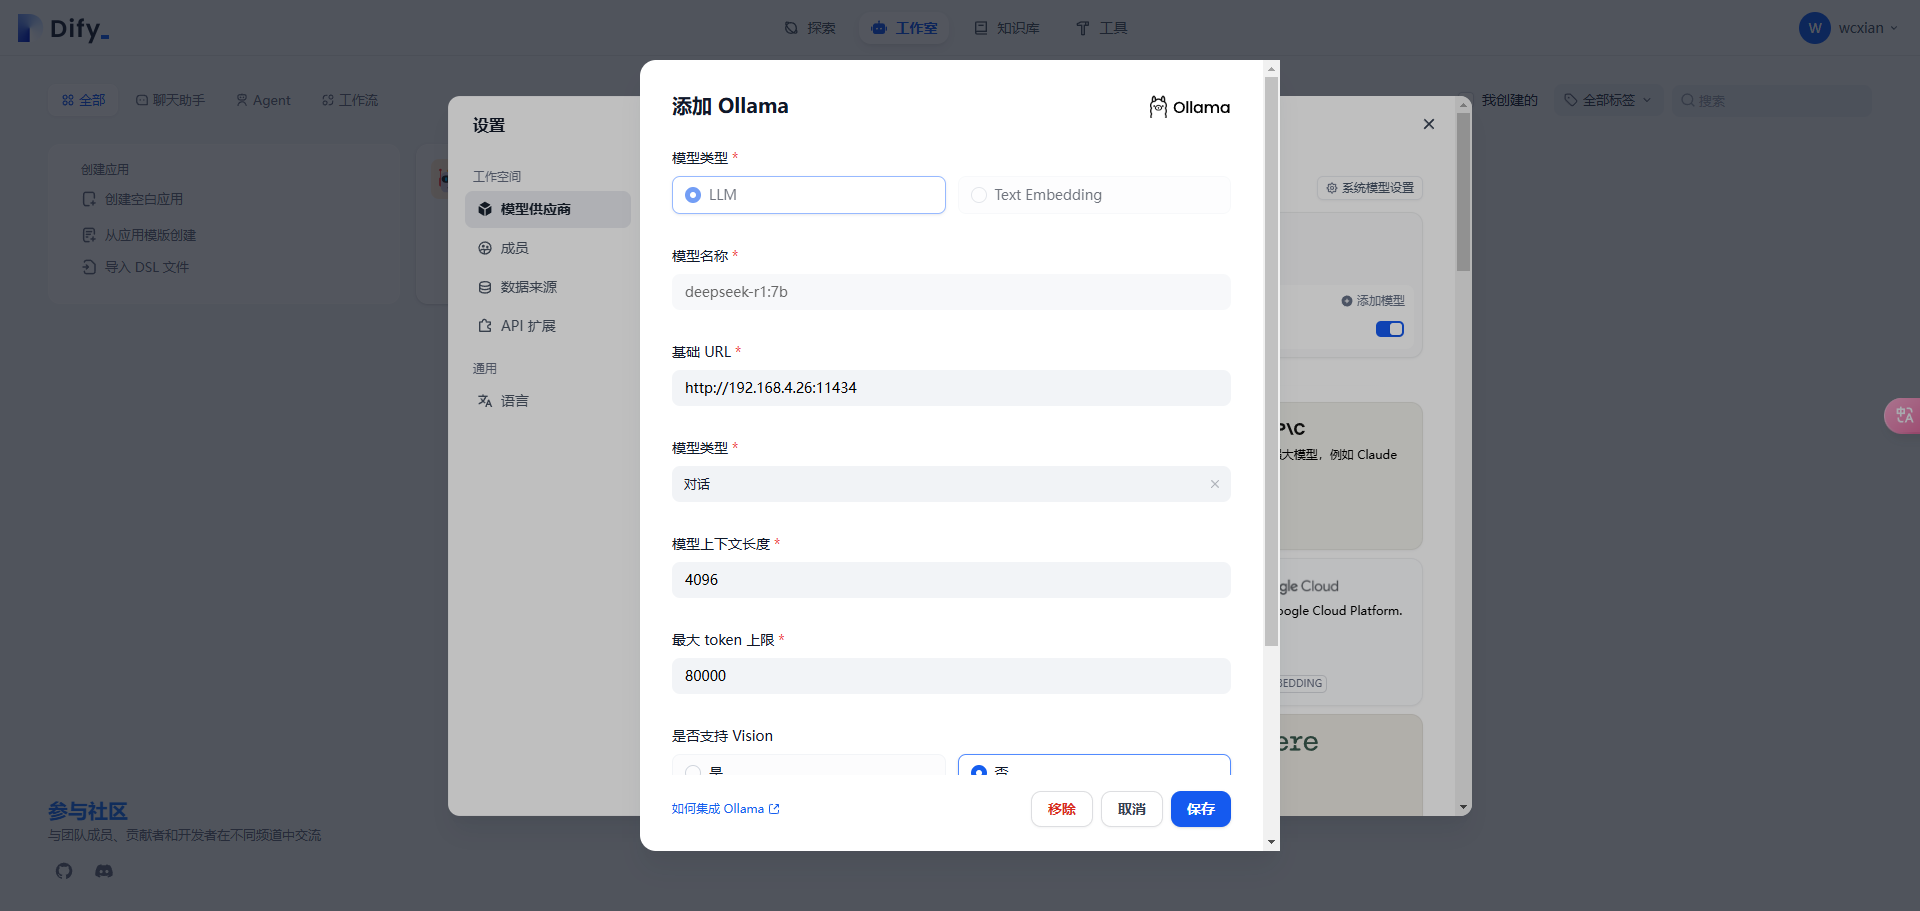 Dify_
探索
工作室
知识库
工具
W
wcxian
全部
聊天助手
Agent
工作流
我创建的
全部标签
搜索
创建应用
创建空白应用
从应用模版创建
导入 DSL 文件
设置
工作空间
模型供应商
成员
数据来源
API 扩展
通用
语言
系统模型设置
添加模型
大模型，例如 Claude
gle Cloud
oogle Cloud Platform.
BEDDING
ere
添加 Ollama
Ollama
模型类型 *
LLM
Text Embedding
模型名称 *
deepseek-r1:7b
基础 URL *
http://192.168.4.26:11434
模型类型 *
对话
模型上下文长度 *
4096
最大 token 上限 *
80000
是否支持 Vision
是
否
如何集成 Ollama
移除
取消
保存
参与社区
与团队成员、贡献者和开发者在不同频道中交流